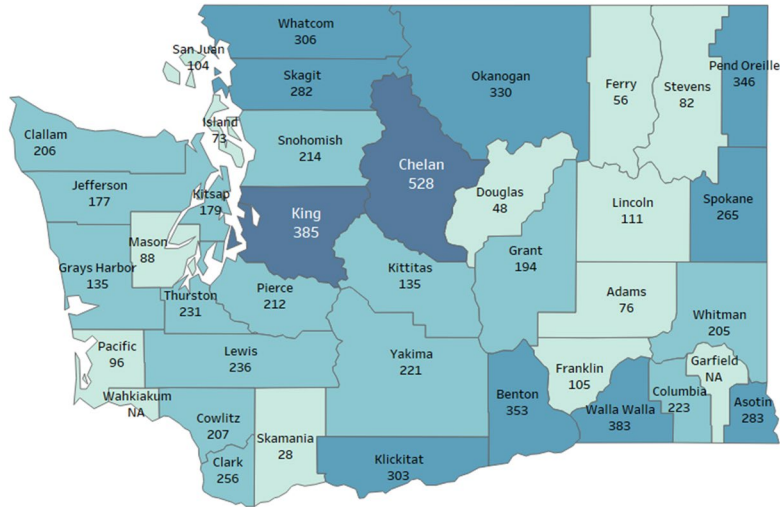 Whatcom
306
San Juan
104
Skagit
282
Okanogan
330
Ferry
56
Stevens
82
Pend Oreille
346
Island
73
Clallam
206
Snohomish
214
Chelan
528
Jefferson
177
Kitsap
179
Douglas
48
Lincoln
111
Spokane
265
King
385
Mason
88
Grays Harbor
135
Kittitas
135
Grant
194
Thurston
231
Pierce
212
Adams
76
Whitman
205
Pacific
96
Lewis
236
Yakima
221
Franklin
105
Garfield
NA
Wahkiakum
NA
Benton
353
Walla Walla
383
Columbia
223
Asotin
283
Cowlitz
207
Skamania
28
Klickitat
303
Clark
256